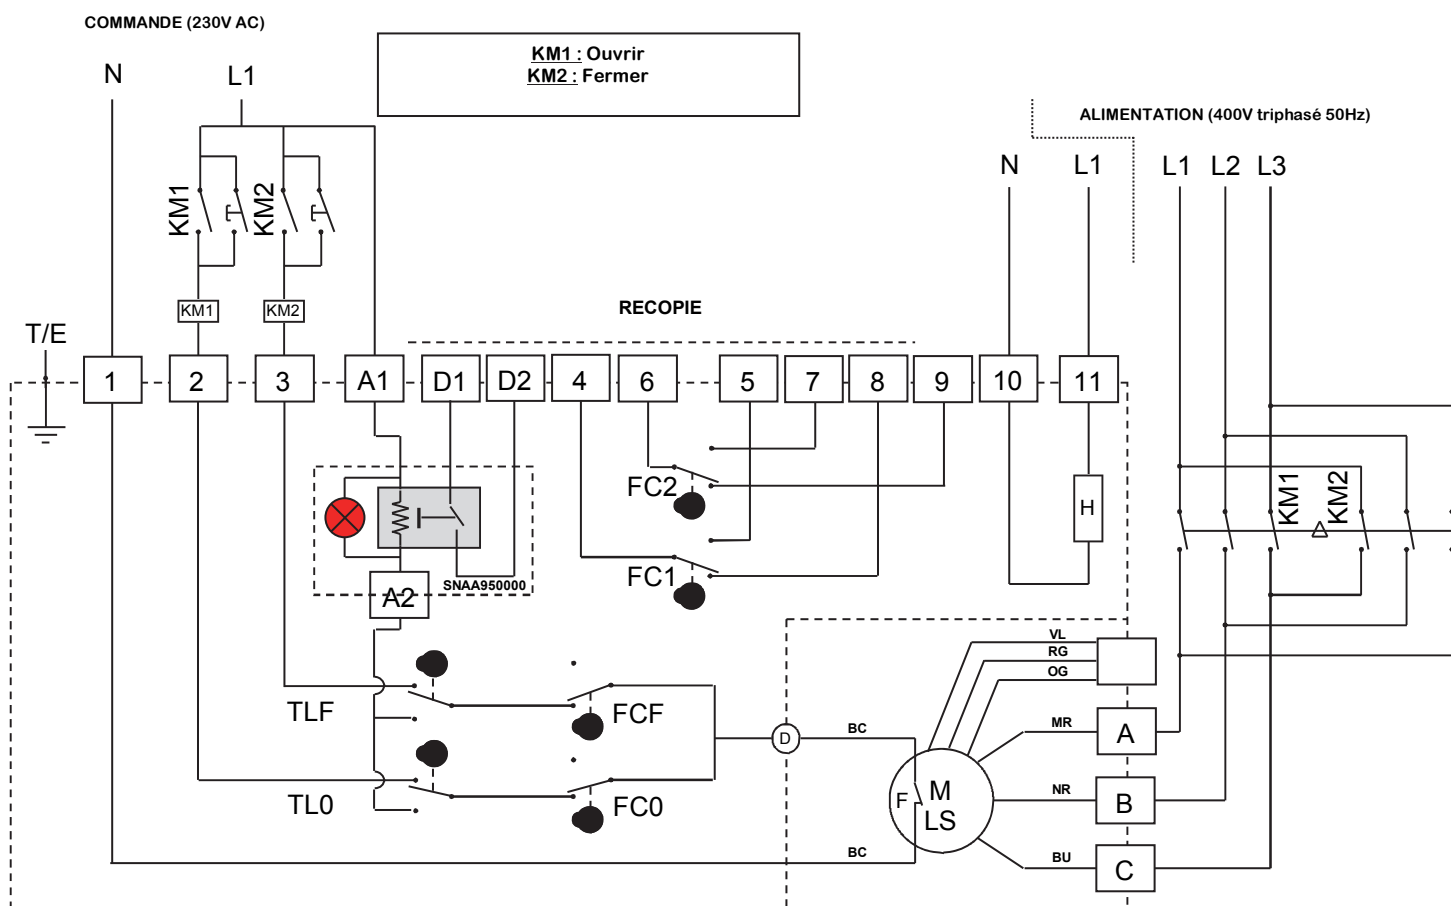 COMMANDE (230V AC)
KM1 : Ouvrir
KM2 : Fermer
N
L1
ALIMENTATION (400V triphasé 50Hz)
N
L1
L1
L2
L3
KM1
KM2
KM1
KM2
RECOPIE
T/E
1
2
3
A1
D1
D2
4
6
5
7
8
9
10
11
FC2
H
KM1
KM2
FC1
SNAA950000
A2
VL
RG
OG
TLF
FCF
D
BC
MR
A
TL0
FC0
F
M
LS
NR
B
BC
BU
C